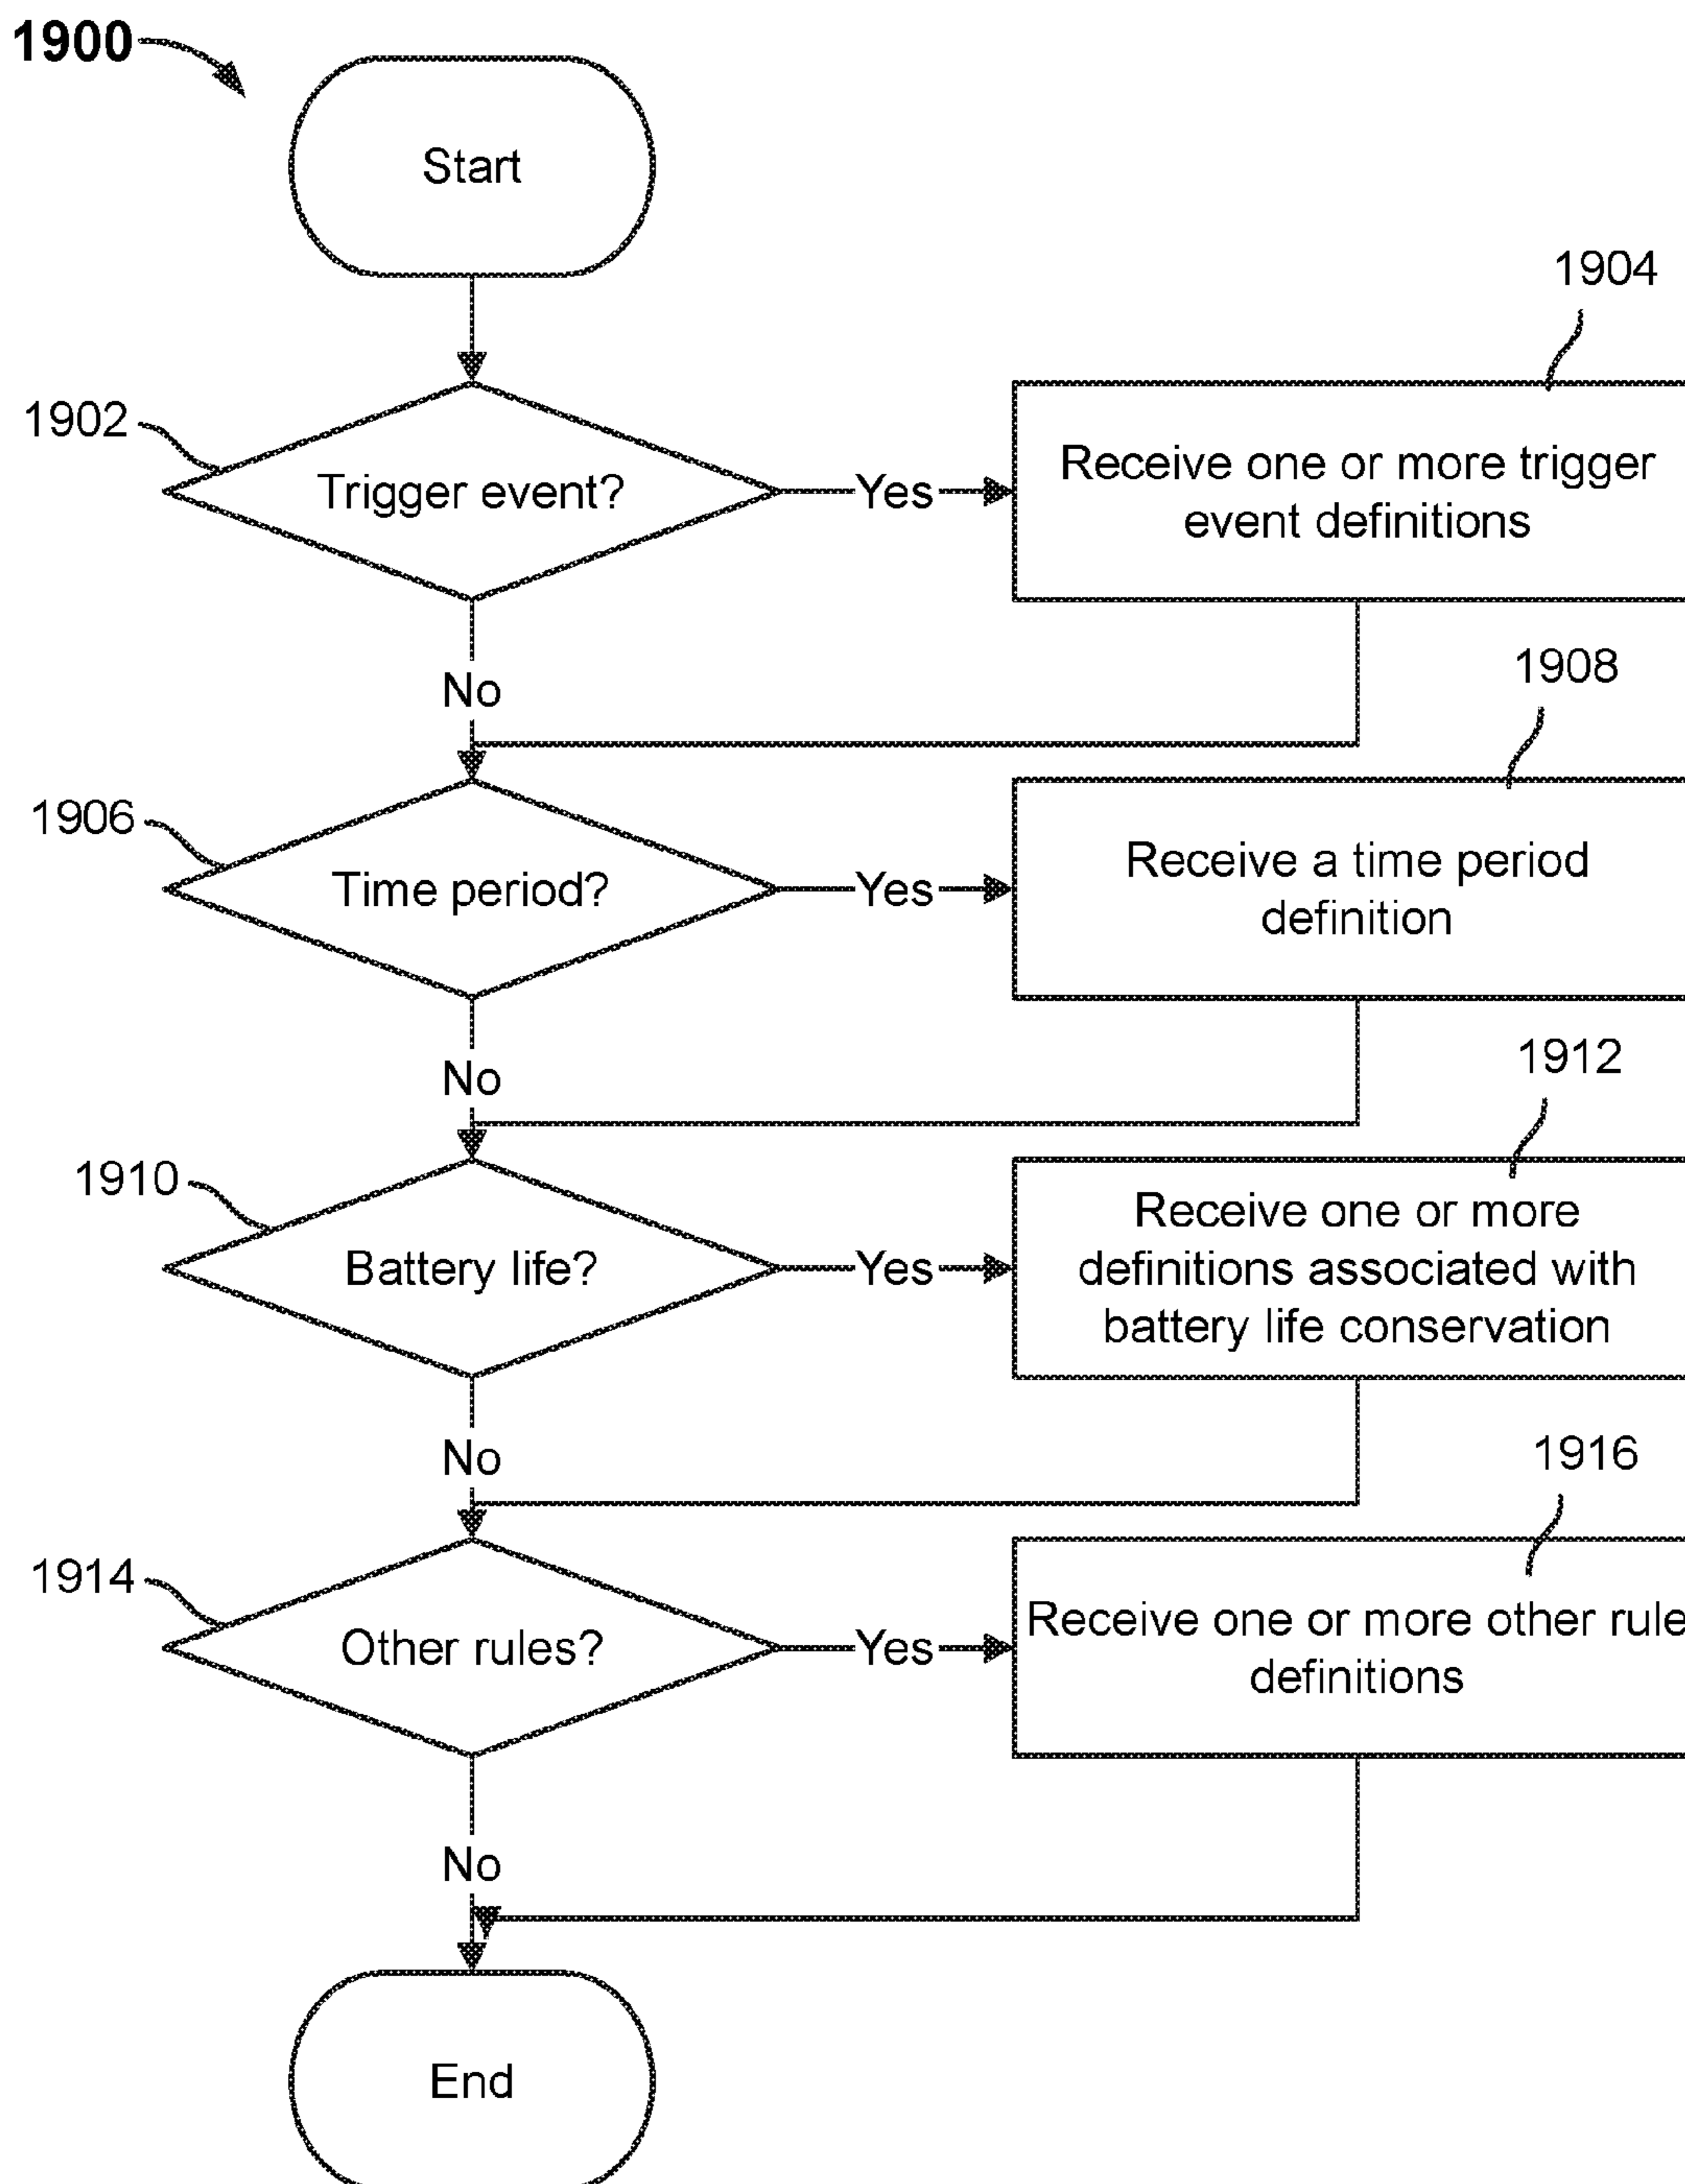 1900
Start
1904
1902
Trigger event?
Yes
Receive one or more trigger
event definitions
No
1908
1906
Time period?
Yes
Receive a time period
definition
No
1912
1910
Battery life?
Yes
Receive one or more
definitions associated with
battery life conservation
No
1916
1914
Other rules?
Yes
Receive one or more other rule
definitions
No
End